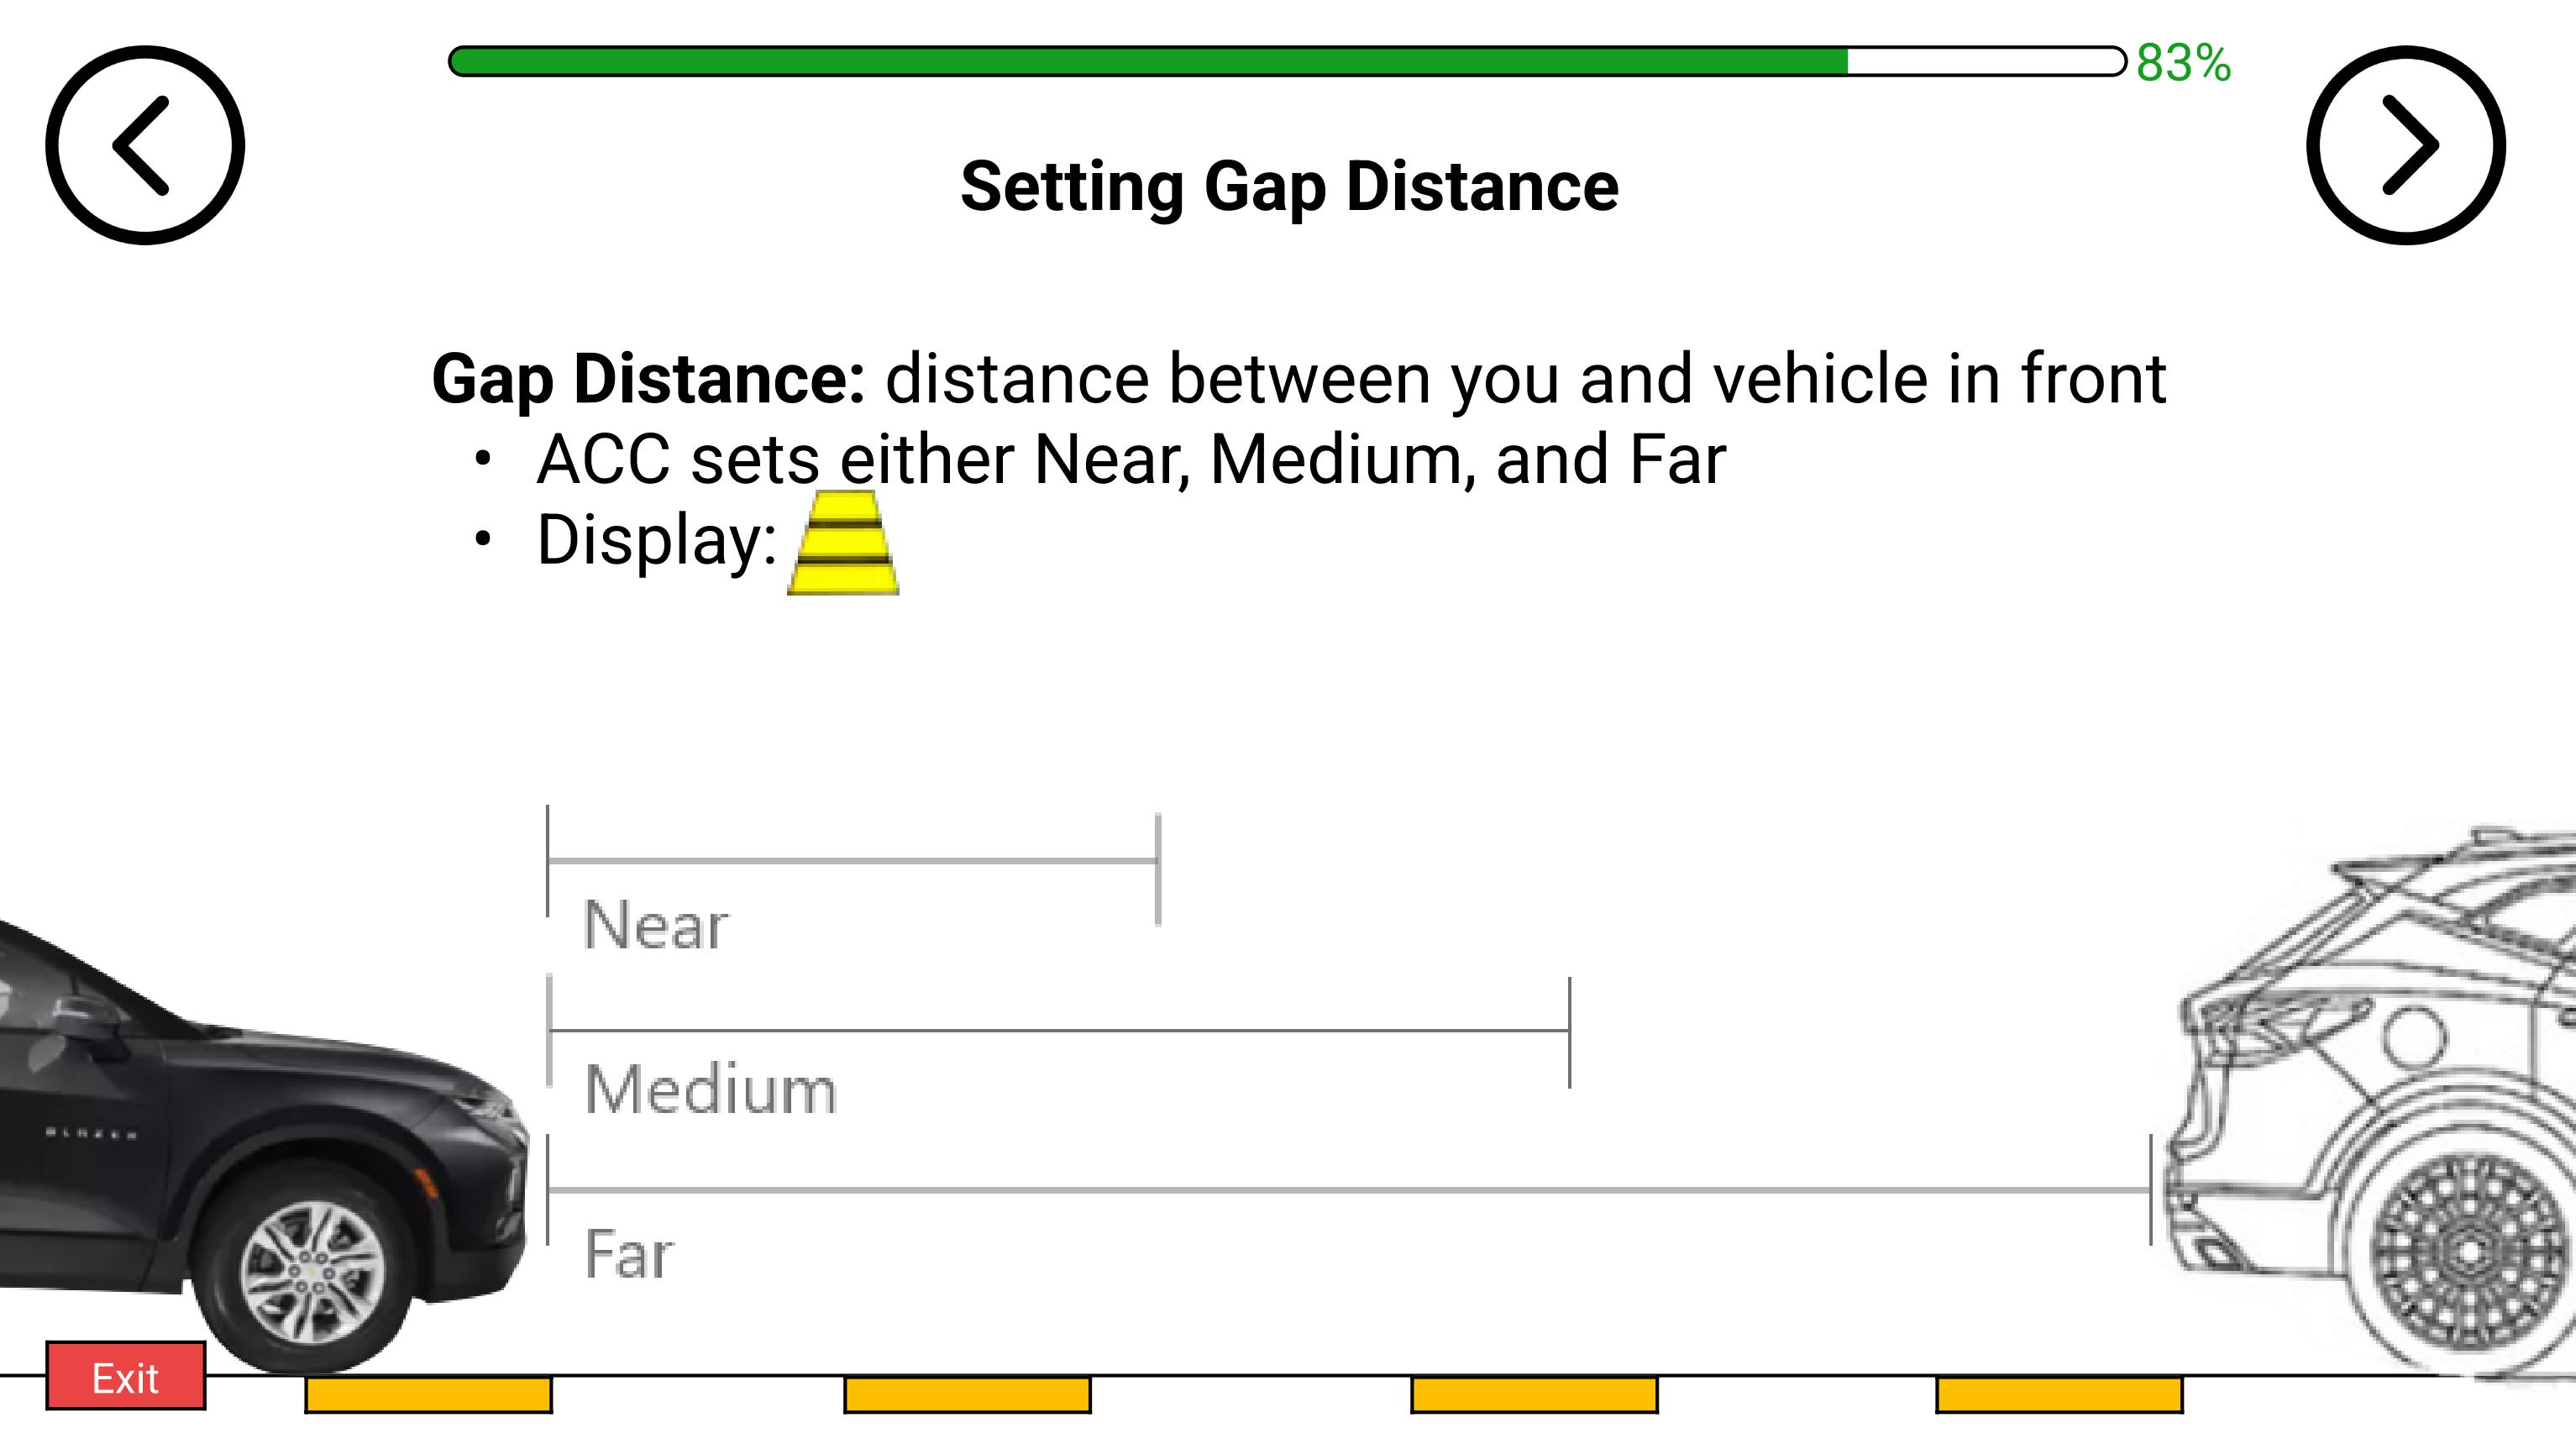 83%
Setting Gap Distance
Gap Distance: distance between you and vehicle in front
• ACC sets either Near, Medium, and Far
• Display:
Near
Medium
BLAZER
Far
Exit